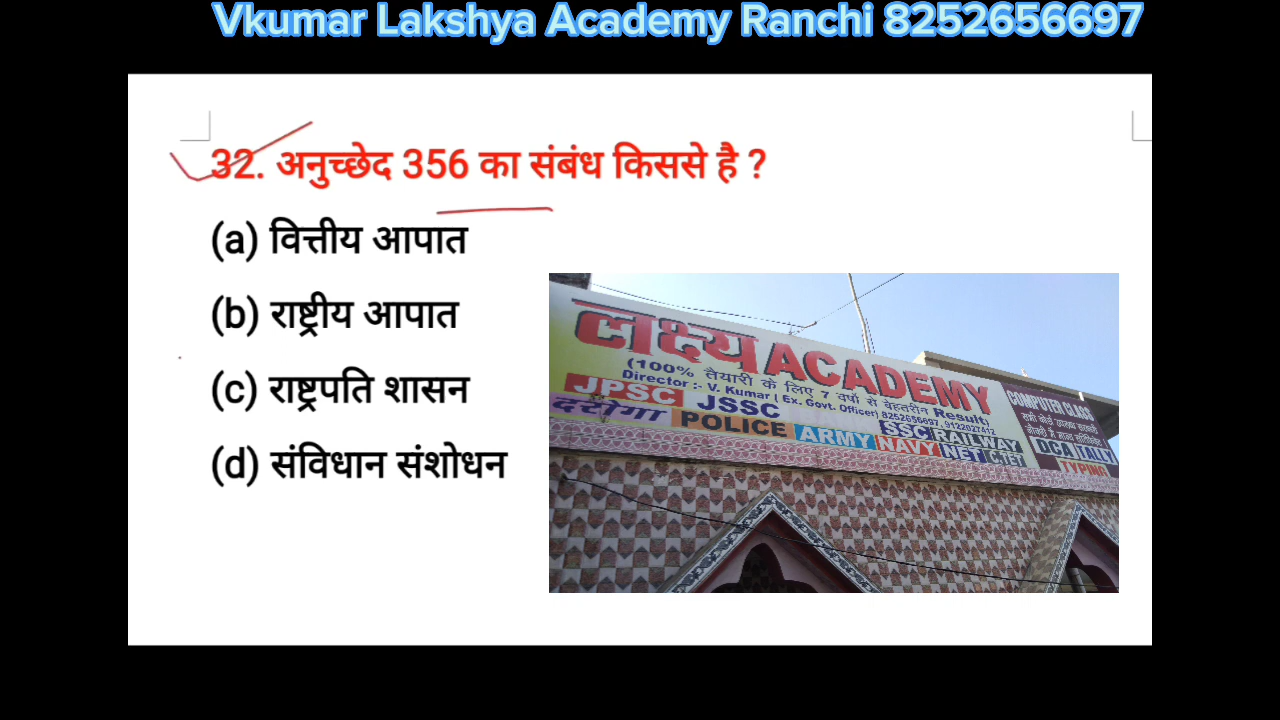 Vkumar Lakshya Academy Ranchi 8252656697
32. अनुच्छेद 356 का संबंध किससे है ?
(a) वित्तीय आपात
(b) राष्ट्रीय आपात
(c) राष्ट्रपति शासन
(d) संविधान संशोधन
लक्ष्य ACADEMY
(100% तैयारी के लिए 7 वर्षो से बेहतरीन Result)
Director :- V. Kumar ( Ex. Govt. Officer) 8252656697, 9122027412
JPSC JSSC SSC RAILWAY
दरोगा POLICE ARMY NAVY NET CTET
COMPUTER CLASS
DCA TALLY
TYPING